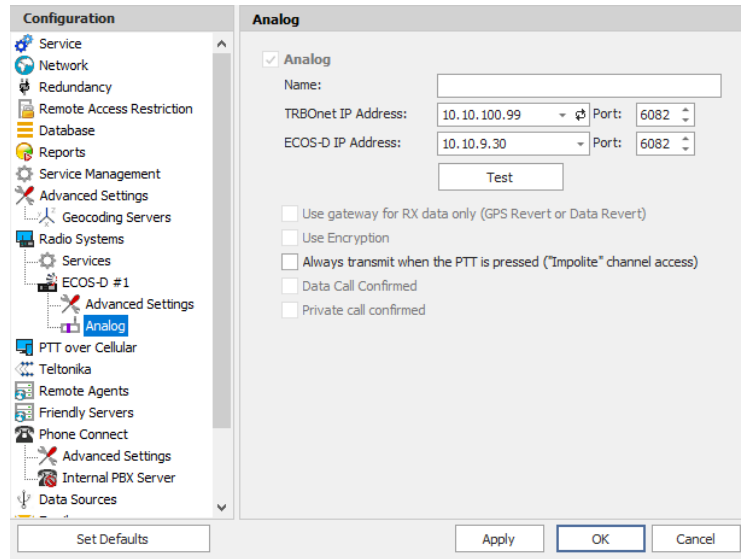 Configuration
Service
Network
Redundancy
Remote Access Restriction
Database
Reports
Service Management
Advanced Settings
Geocoding Servers
Radio Systems
Services
ECOS-D #1
Advanced Settings
Analog
PTT over Cellular
Teltonika
Remote Agents
Friendly Servers
Phone Connect
Advanced Settings
Internal PBX Server
Data Sources
Set Defaults
Analog
Analog
Name:
TRBOnet IP Address: 10.10.100.99 Port: 6082
ECOS-D IP Address: 10.10.9.30 Port: 6082
Test
Use gateway for RX data only (GPS Revert or Data Revert)
Use Encryption
Always transmit when the PTT is pressed ("Impolite" channel access)
Data Call Confirmed
Private call confirmed
Apply OK Cancel